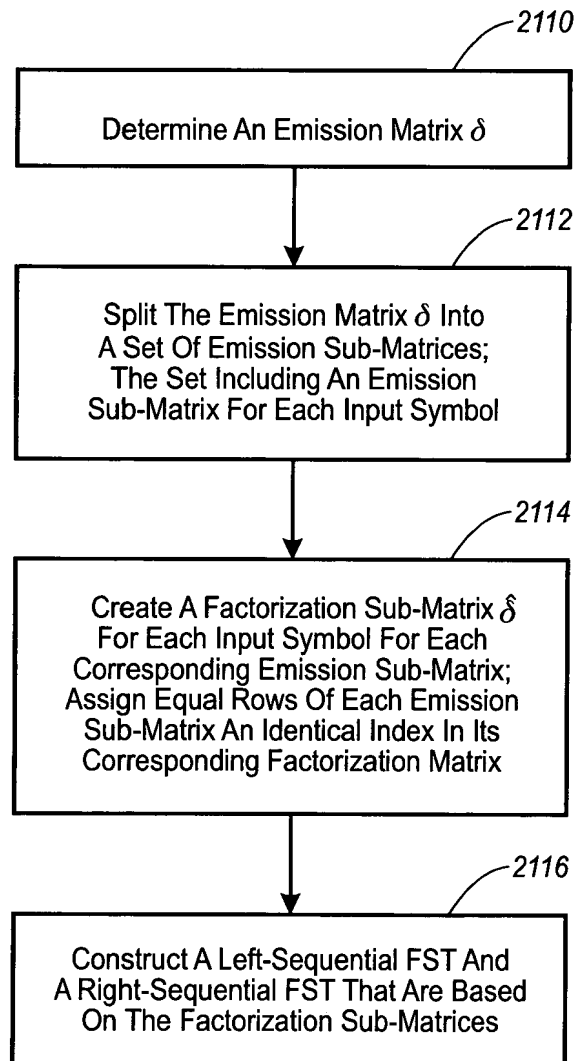 2110
Determine An Emission Matrix δ
2112
Split The Emission Matrix δ Into
A Set Of Emission Sub-Matrices;
The Set Including An Emission
Sub-Matrix For Each Input Symbol
2114
Create A Factorization Sub-Matrix δ̂
For Each Input Symbol For Each
Corresponding Emission Sub-Matrix;
Assign Equal Rows Of Each Emission
Sub-Matrix An Identical Index In Its
Corresponding Factorization Matrix
2116
Construct A Left-Sequential FST And
A Right-Sequential FST That Are Based
On The Factorization Sub-Matrices